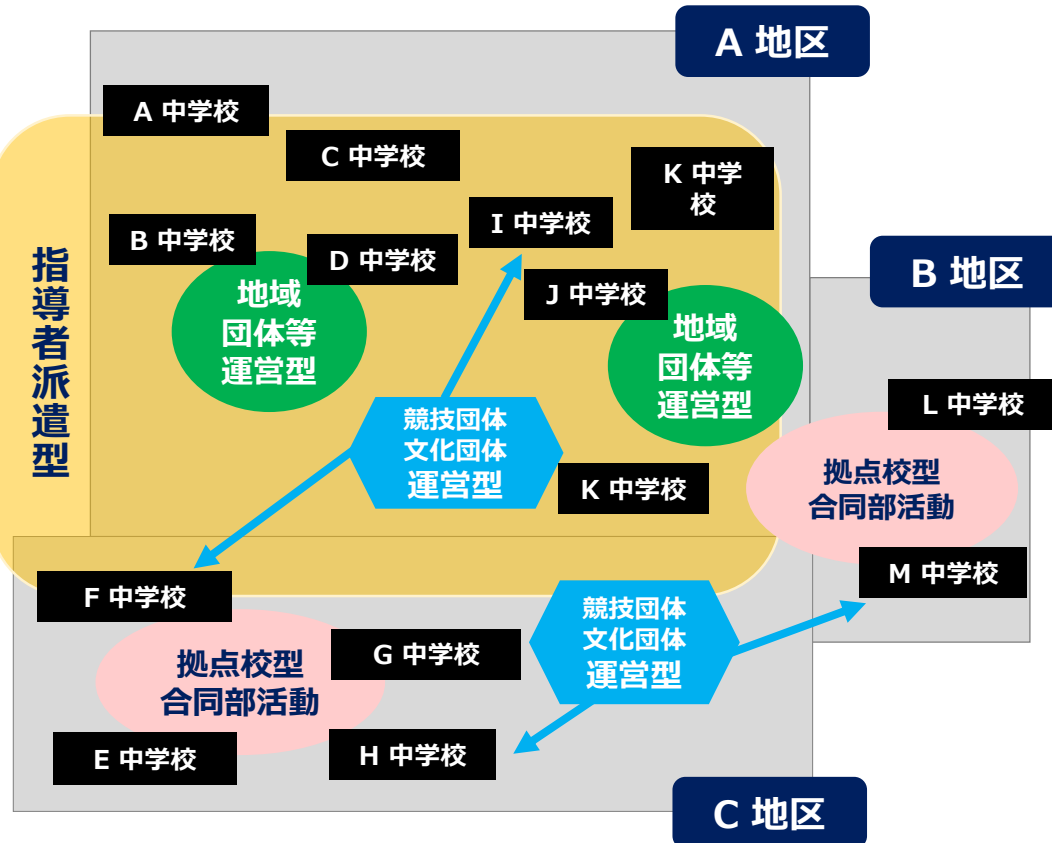 A 地区
A 中学校
C 中学校
K 中学
校
I 中学校
B 中学校
D 中学校
B 地区
指導者派遣型
地域
団体等
運営型
J 中学校
地域
団体等
運営型
L 中学校
競技団体
文化団体
運営型
K 中学校
拠点校型
合同部活動
F 中学校
M 中学校
競技団体
文化団体
運営型
G 中学校
拠点校型
合同部活動
E 中学校
H 中学校
C 地区